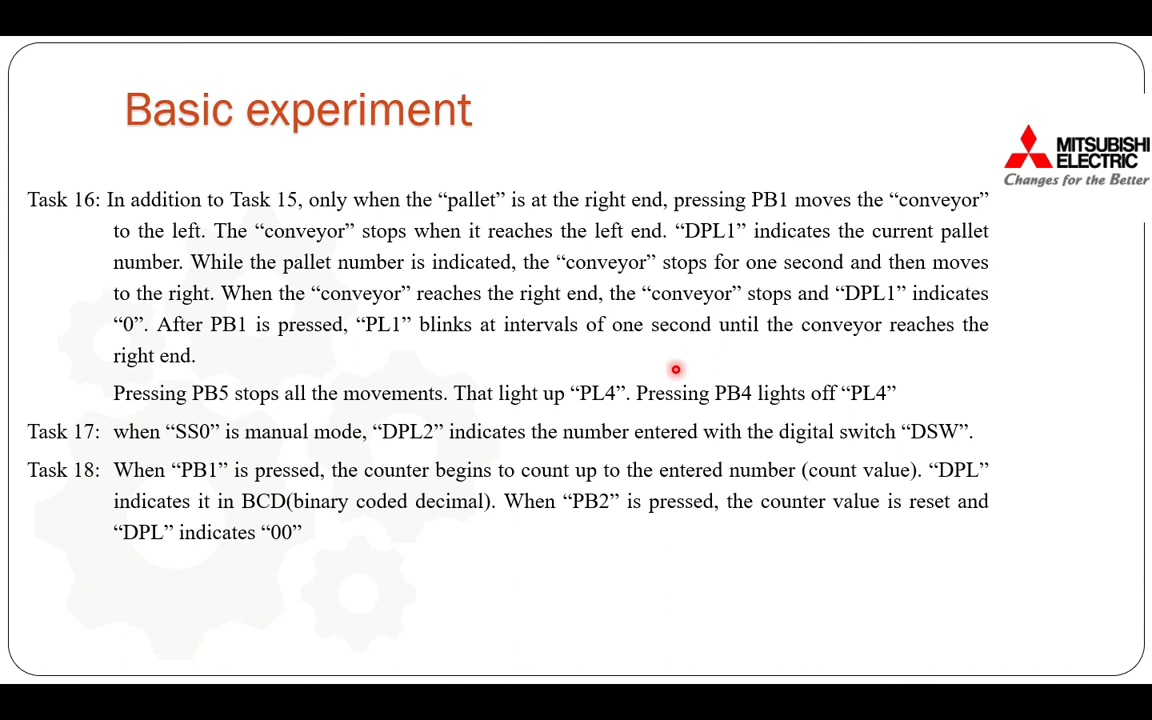 Basic experiment
MITSUBISHI
ELECTRIC
Changes for the Better
Task 16: In addition to Task 15, only when the “pallet” is at the right end, pressing PB1 moves the “conveyor”
to the left. The “conveyor” stops when it reaches the left end. “DPL1” indicates the current pallet
number. While the pallet number is indicated, the “conveyor” stops for one second and then moves
to the right. When the “conveyor” reaches the right end, the “conveyor” stops and “DPL1” indicates
“0”. After PB1 is pressed, “PL1” blinks at intervals of one second until the conveyor reaches the
right end.
Pressing PB5 stops all the movements. That light up “PL4”. Pressing PB4 lights off “PL4”
Task 17: when “SS0” is manual mode, “DPL2” indicates the number entered with the digital switch “DSW”.
Task 18: When “PB1” is pressed, the counter begins to count up to the entered number (count value). “DPL”
indicates it in BCD(binary coded decimal). When “PB2” is pressed, the counter value is reset and
“DPL” indicates “00”